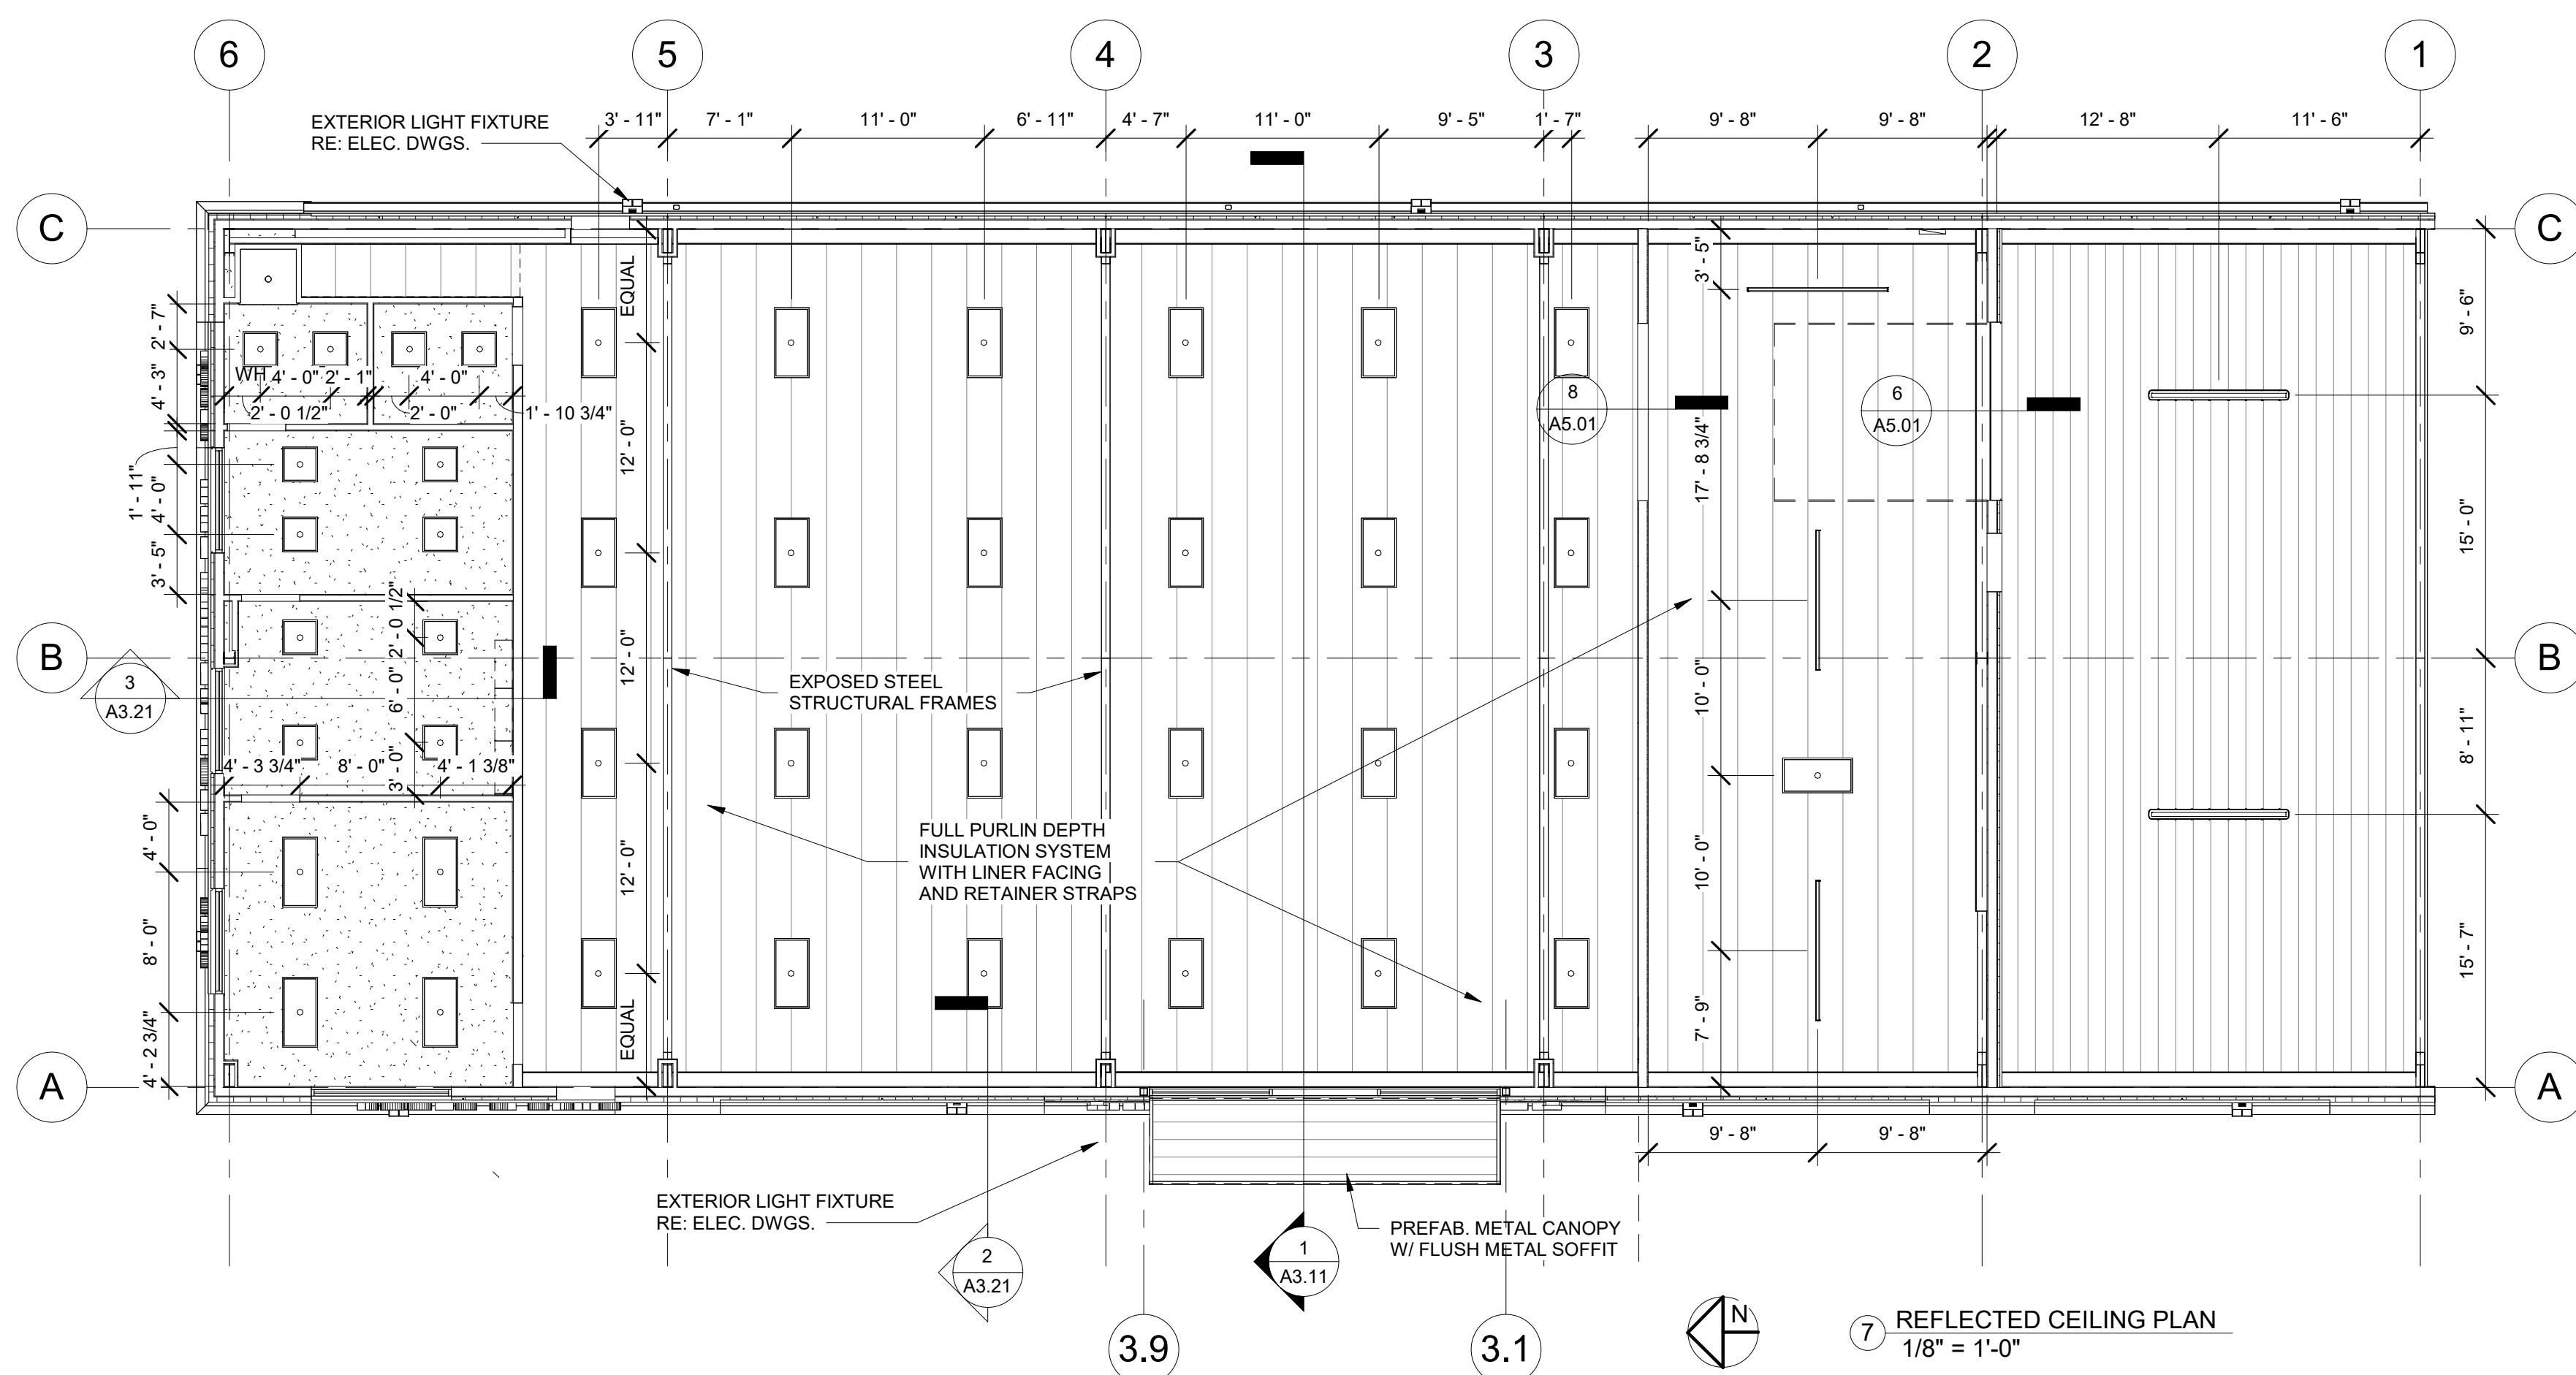 6
5
4
3
2
1
EXTERIOR LIGHT FIXTURE
RE: ELEC. DWGS.
3' - 11"
7' - 1"
11' - 0"
6' - 11"
4' - 7"
11' - 0"
9' - 5"
1' - 7"
9' - 8"
9' - 8"
12' - 8"
11' - 6"
C
C
EQUAL
3' - 5"
9' - 6"
2' - 7"
4' - 3"
WH
4' - 0"
2' - 1"
4' - 0"
2' - 0 1/2"
2' - 0"
1' - 10 3/4"
12' - 0"
8
A5.01
6
A5.01
17' - 8 3/4"
1' - 11"
4' - 0"
3' - 5"
15' - 0"
2' - 0 1/2"
6' - 0"
3' - 0"
12' - 0"
B
B
3
A3.21
EXPOSED STEEL
STRUCTURAL FRAMES
10' - 0"
8' - 11"
4' - 3 3/4"
8' - 0"
4' - 1 3/8"
4' - 0"
8' - 0"
4' - 2 3/4"
12' - 0"
EQUAL
FULL PURLIN DEPTH
INSULATION SYSTEM
WITH LINER FACING
AND RETAINER STRAPS
10' - 0"
7' - 9"
15' - 7"
A
A
9' - 8"
9' - 8"
EXTERIOR LIGHT FIXTURE
RE: ELEC. DWGS.
2
A3.21
1
A3.11
PREFAB. METAL CANOPY
W/ FLUSH METAL SOFFIT
3.9
3.1
N
7
REFLECTED CEILING PLAN
1/8" = 1'-0"